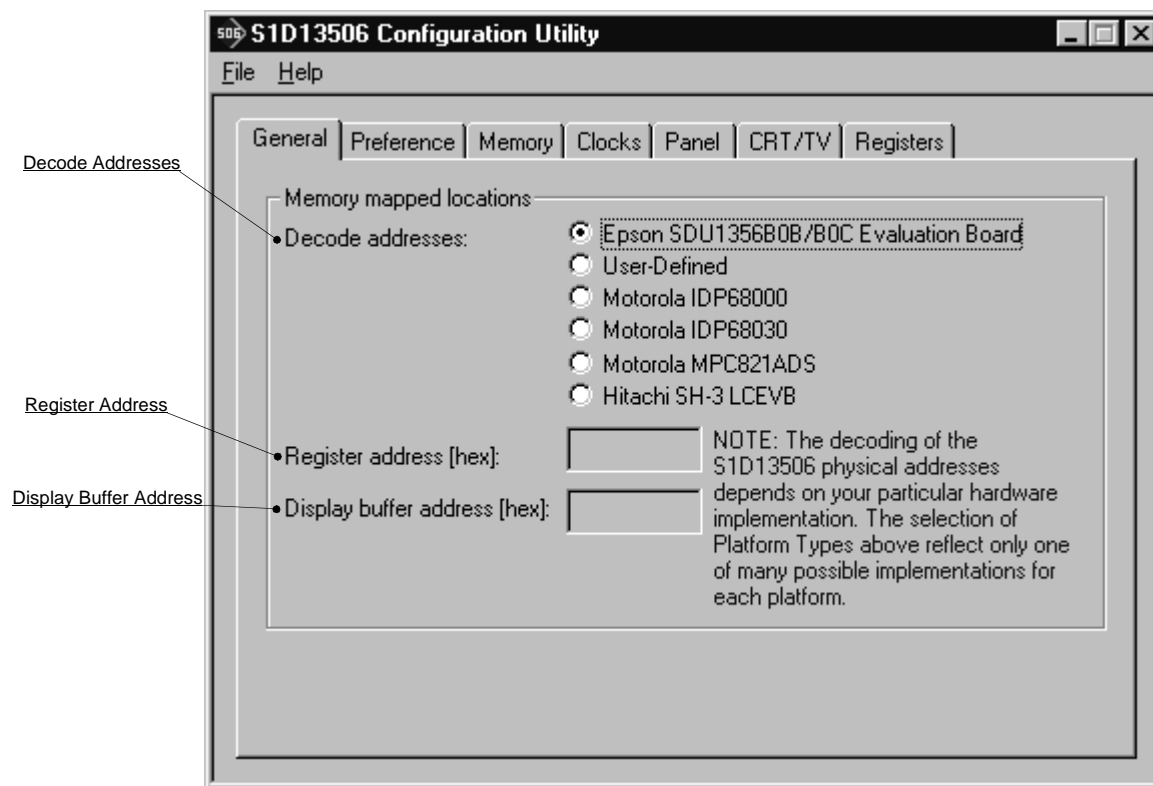 506 S1D13506 Configuration Utility
File Help
General Preference Memory Clocks Panel CRT/TV Registers
Decode Addresses
Memory mapped locations
Decode addresses:
Epson SDU1356B0B/B0C Evaluation Board
User-Defined
Motorola IDP68000
Motorola IDP68030
Motorola MPC821ADS
Hitachi SH-3 LCEVB
Register Address
Register address [hex]:
Display Buffer Address
Display buffer address [hex]:
NOTE: The decoding of the
S1D13506 physical addresses
depends on your particular hardware
implementation. The selection of
Platform Types above reflect only one
of many possible implementations for
each platform.